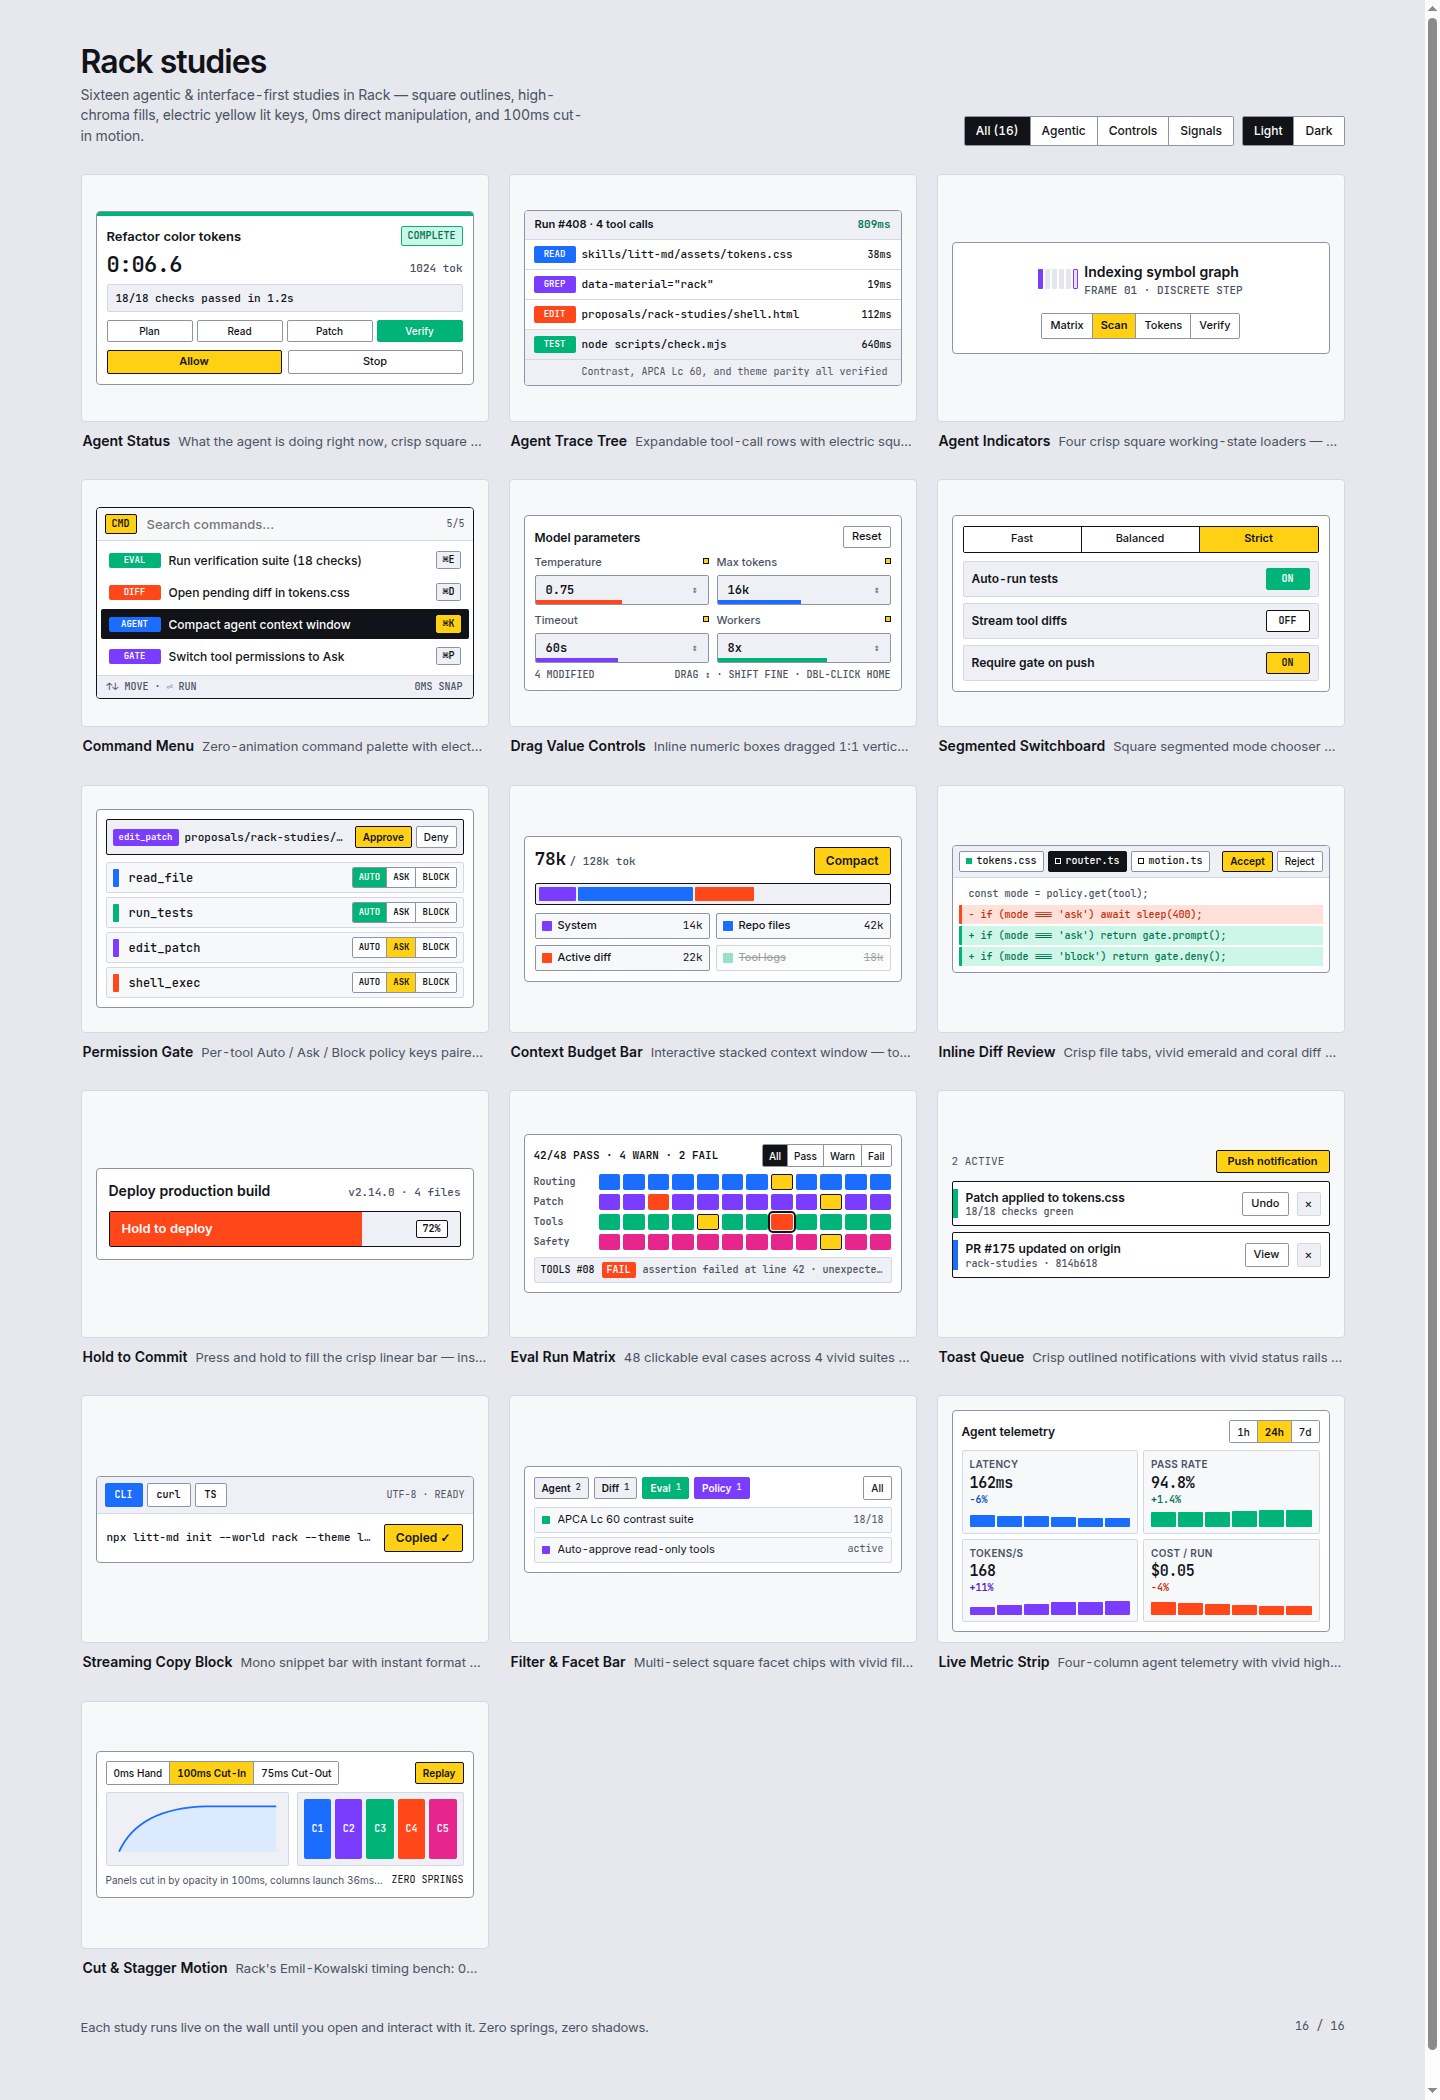 Rack studies
Sixteen agentic & interface-first studies in Rack — square outlines, high-
chroma fills, electric yellow lit keys, 0ms direct manipulation, and 100ms cut-
in motion.
All (16) Agentic Controls Signals Light Dark
Refactor color tokens COMPLETE
0:06.6 1024 tok
18/18 checks passed in 1.2s
Plan Read Patch Verify
Allow Stop
Agent Status What the agent is doing right now, crisp square ...
Run #408 · 4 tool calls 809ms
READ skills/litt-md/assets/tokens.css 38ms
GREP data-material="rack" 19ms
EDIT proposals/rack-studies/shell.html 112ms
TEST node scripts/check.mjs 640ms
Contrast, APCA Lc 60, and theme parity all verified
Agent Trace Tree Expandable tool-call rows with electric squ...
Indexing symbol graph
FRAME 01 · DISCRETE STEP
Matrix Scan Tokens Verify
Agent Indicators Four crisp square working-state loaders — ...
CMD Search commands... 5/5
EVAL Run verification suite (18 checks) ⌘E
DIFF Open pending diff in tokens.css ⌘D
AGENT Compact agent context window ⌘K
GATE Switch tool permissions to Ask ⌘P
↑↓ MOVE · ⏎ RUN 0MS SNAP
Command Menu Zero-animation command palette with elect...
Model parameters Reset
Temperature Max tokens
0.75 ↕ 16k ↕
Timeout Workers
60s ↕ 8x ↕
4 MODIFIED DRAG ↕ · SHIFT FINE · DBL-CLICK HOME
Drag Value Controls Inline numeric boxes dragged 1:1 vertic...
Fast Balanced Strict
Auto-run tests ON
Stream tool diffs OFF
Require gate on push ON
Segmented Switchboard Square segmented mode chooser ...
edit_patch proposals/rack-studies/… Approve Deny
read_file AUTO ASK BLOCK
run_tests AUTO ASK BLOCK
edit_patch AUTO ASK BLOCK
shell_exec AUTO ASK BLOCK
Permission Gate Per-tool Auto / Ask / Block policy keys paire...
78k / 128k tok Compact
System 14k Repo files 42k
Active diff 22k Tool logs 18k
Context Budget Bar Interactive stacked context window — to...
tokens.css router.ts motion.ts Accept Reject
const mode = policy.get(tool);
- if (mode === 'ask') await sleep(400);
+ if (mode === 'ask') return gate.prompt();
+ if (mode === 'block') return gate.deny();
Inline Diff Review Crisp file tabs, vivid emerald and coral diff ...
Deploy production build v2.14.0 · 4 files
Hold to deploy 72%
Hold to Commit Press and hold to fill the crisp linear bar — ins...
42/48 PASS · 4 WARN · 2 FAIL All Pass Warn Fail
Routing
Patch
Tools
Safety
TOOLS #08 FAIL assertion failed at line 42 · unexpecte…
Eval Run Matrix 48 clickable eval cases across 4 vivid suites ...
2 ACTIVE Push notification
Patch applied to tokens.css Undo ×
18/18 checks green
PR #175 updated on origin View ×
rack-studies · 814b618
Toast Queue Crisp outlined notifications with vivid status rails ...
CLI curl TS UTF-8 · READY
npx litt-md init --world rack --theme l… Copied ✓
Streaming Copy Block Mono snippet bar with instant format ...
Agent 2 Diff 1 Eval 1 Policy 1 All
APCA Lc 60 contrast suite 18/18
Auto-approve read-only tools active
Filter & Facet Bar Multi-select square facet chips with vivid fil...
Agent telemetry 1h 24h 7d
LATENCY PASS RATE
162ms 94.8%
-6% +1.4%
TOKENS/S COST / RUN
168 $0.05
+11% -4%
Live Metric Strip Four-column agent telemetry with vivid high...
0ms Hand 100ms Cut-In 75ms Cut-Out Replay
C1 C2 C3 C4 C5
Panels cut in by opacity in 100ms, columns launch 36ms... ZERO SPRINGS
Cut & Stagger Motion Rack's Emil-Kowalski timing bench: 0...
Each study runs live on the wall until you open and interact with it. Zero springs, zero shadows. 16 / 16